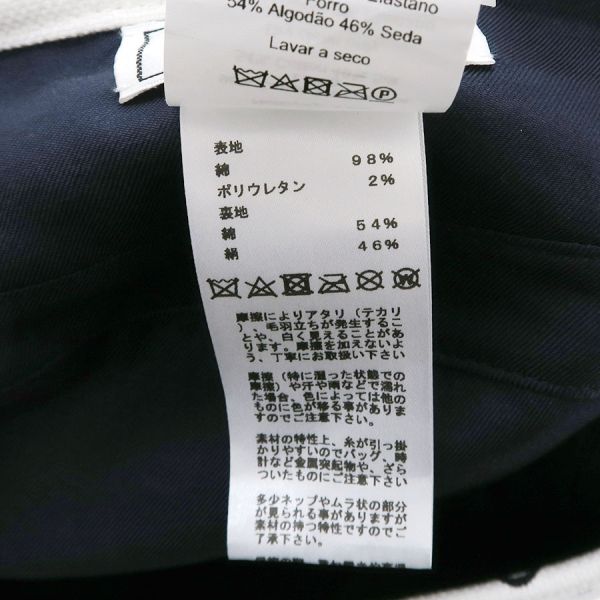 Elastano
Forro
54% Algodão 46% Seda
Lavar a seco
P
表地
綿 98%
ポリウレタン 2%
裏地
綿 54%
絹 46%
W
摩擦によりアタリ（テカリ
）、毛羽立ちが発生するこ
とや、白く見えることがあ
ります。摩擦を加えないよ
う、丁寧にお取扱い下さい
摩擦（特に湿った状態での
摩擦）や汗や雨などで濡れ
た場合、色によっては他の
ものに色が移る事がありま
すのでご注意下さい。
素材の特性上、糸が引っ掛
かりやすいのでバッグ、時
計など金属突起物や、ざら
ついたものにご注意下さい
多少ネップやムラ状の部分
が見られる事がありますが
素材の持つ特性ですのでご
了承下さい。